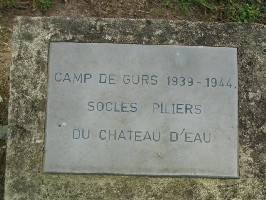 CAMP DE GURS 1939 - 1944.
SOCLES PILIERS
DU CHATEAU D'EAU